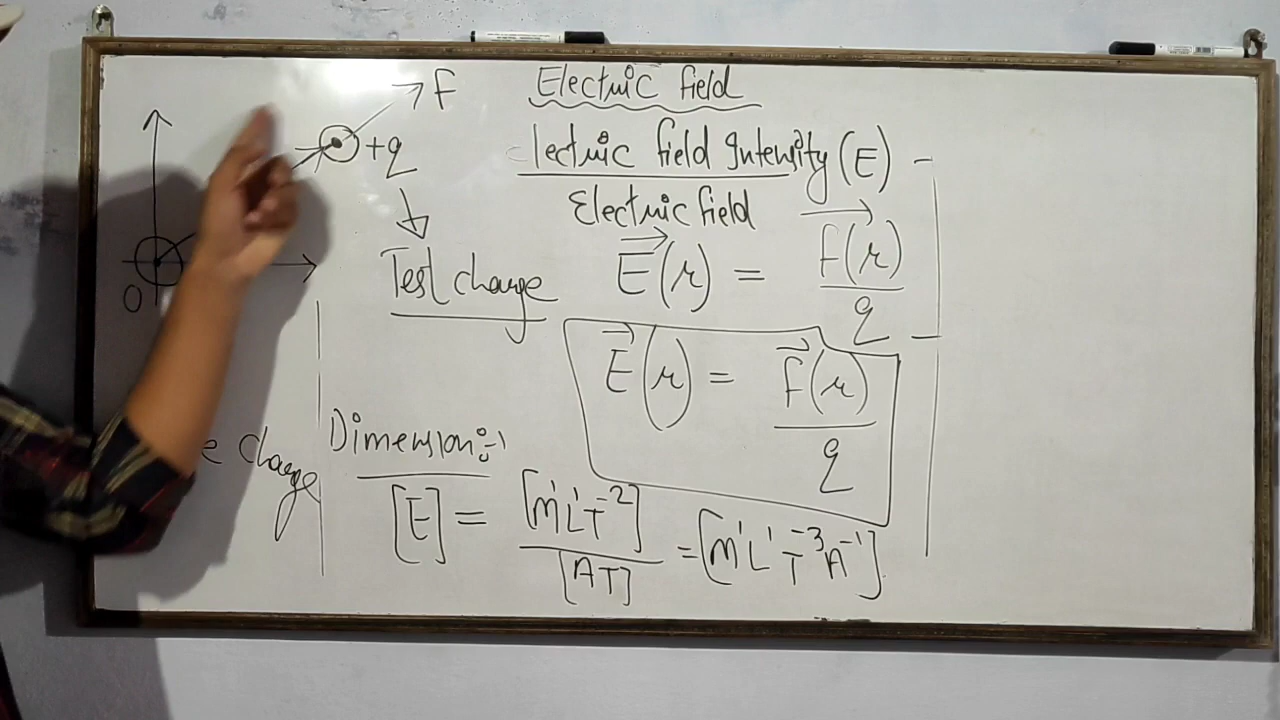 Electric field
lectric field Intensity (E)
Electric field
F
+q
Test charge
O
E(r) = F(r) / q
E(r) = F(r) / q
charge
Dimension:-
[E] = [M¹L¹T⁻²] / [AT] = [M¹L¹T⁻³A⁻¹]